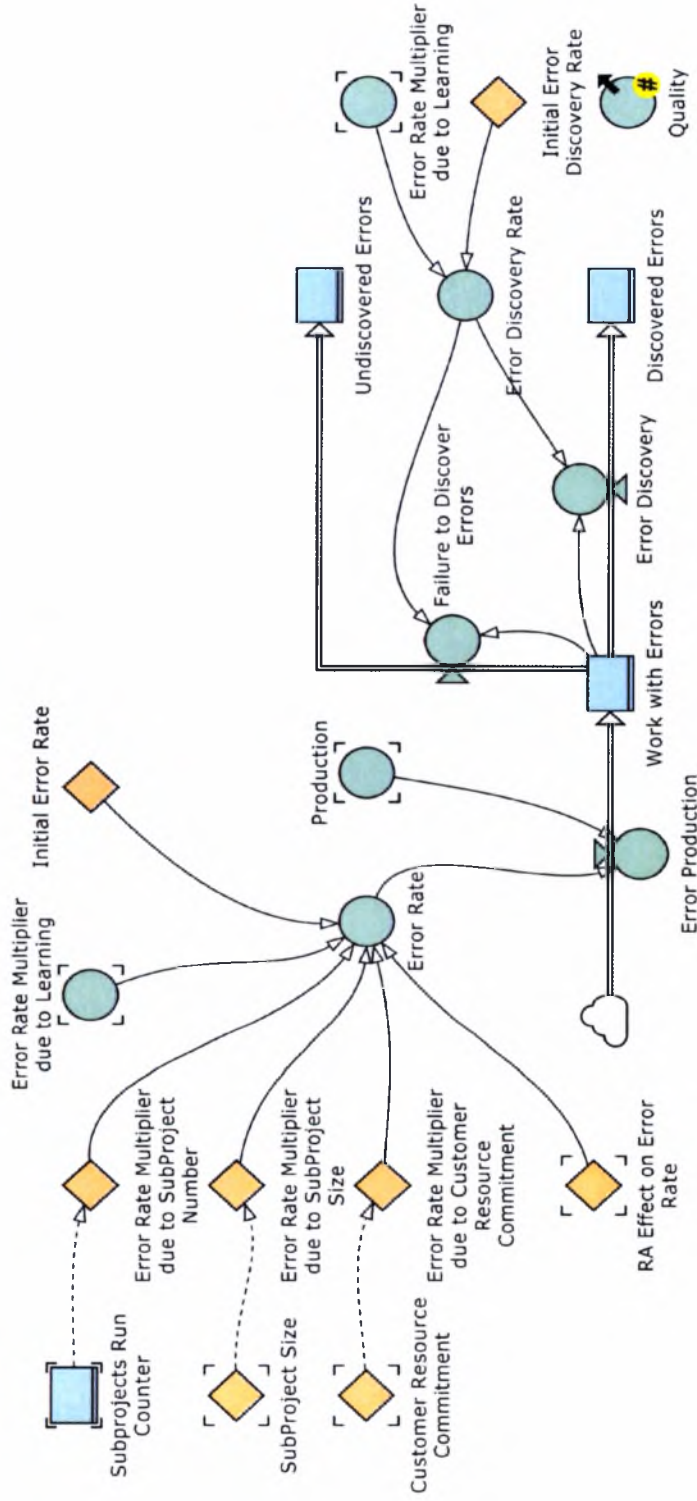 Error Rate Multiplier
due to Learning
Initial Error Rate
Subprojects Run
Counter
Error Rate Multiplier
due to SubProject
Number
Production
Undiscovered Errors
SubProject Size
Error Rate Multiplier
due to SubProject
Size
Error Rate
Failure to Discover
Errors
Error Rate Multiplier
due to Learning
Customer Resource
Commitment
Error Rate Multiplier
due to Customer
Resource
Commitment
Error Discovery Rate
Initial Error
Discovery Rate
RA Effect on Error
Rate
Error Production
Work with Errors
Error Discovery
Discovered Errors
#
Quality